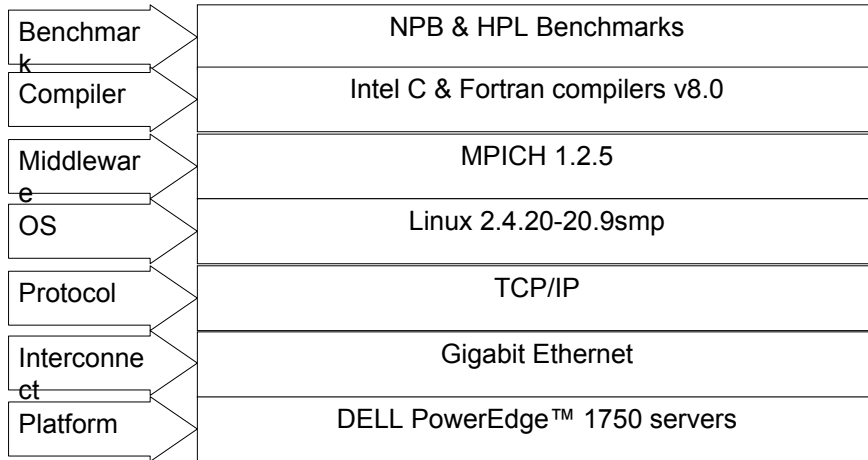 Benchmar
k
NPB & HPL Benchmarks
Compiler
Intel C & Fortran compilers v8.0
Middlewar
e
MPICH 1.2.5
OS
Linux 2.4.20-20.9smp
Protocol
TCP/IP
Interconne
ct
Gigabit Ethernet
Platform
DELL PowerEdge™ 1750 servers